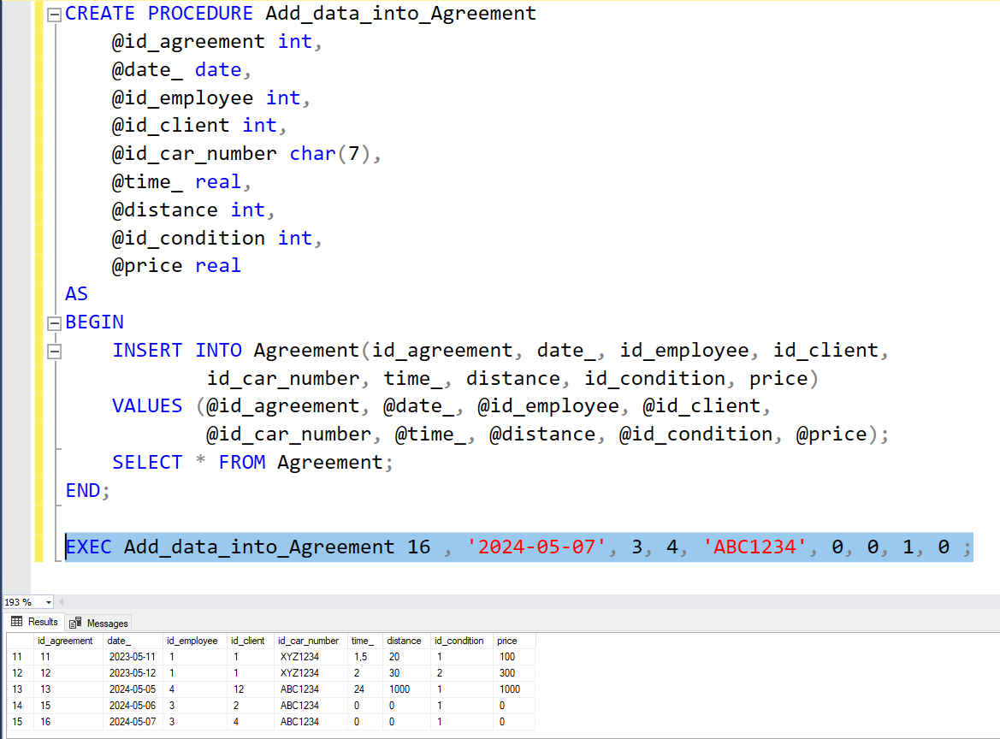 CREATE PROCEDURE Add_data_into_Agreement
@id_agreement int,
@date_ date,
@id_employee int,
@id_client int,
@id_car_number char(7),
@time_ real,
@distance int,
@id_condition int,
@price real
AS
BEGIN
INSERT INTO Agreement(id_agreement, date_, id_employee, id_client,
id_car_number, time_, distance, id_condition, price)
VALUES (@id_agreement, @date_, @id_employee, @id_client,
@id_car_number, @time_, @distance, @id_condition, @price);
SELECT * FROM Agreement;
END;
EXEC Add_data_into_Agreement 16 , '2024-05-07', 3, 4, 'ABC1234', 0, 0, 1, 0 ;
193 %
Results Messages
id_agreement date_ id_employee id_client id_car_number time_ distance id_condition price
11 11 2023-05-11 1 1 XYZ1234 1,5 20 1 100
12 12 2023-05-12 1 1 XYZ1234 2 30 2 300
13 13 2024-05-05 4 12 ABC1234 24 1000 1 1000
14 15 2024-05-06 3 2 ABC1234 0 0 1 0
15 16 2024-05-07 3 4 ABC1234 0 0 1 0